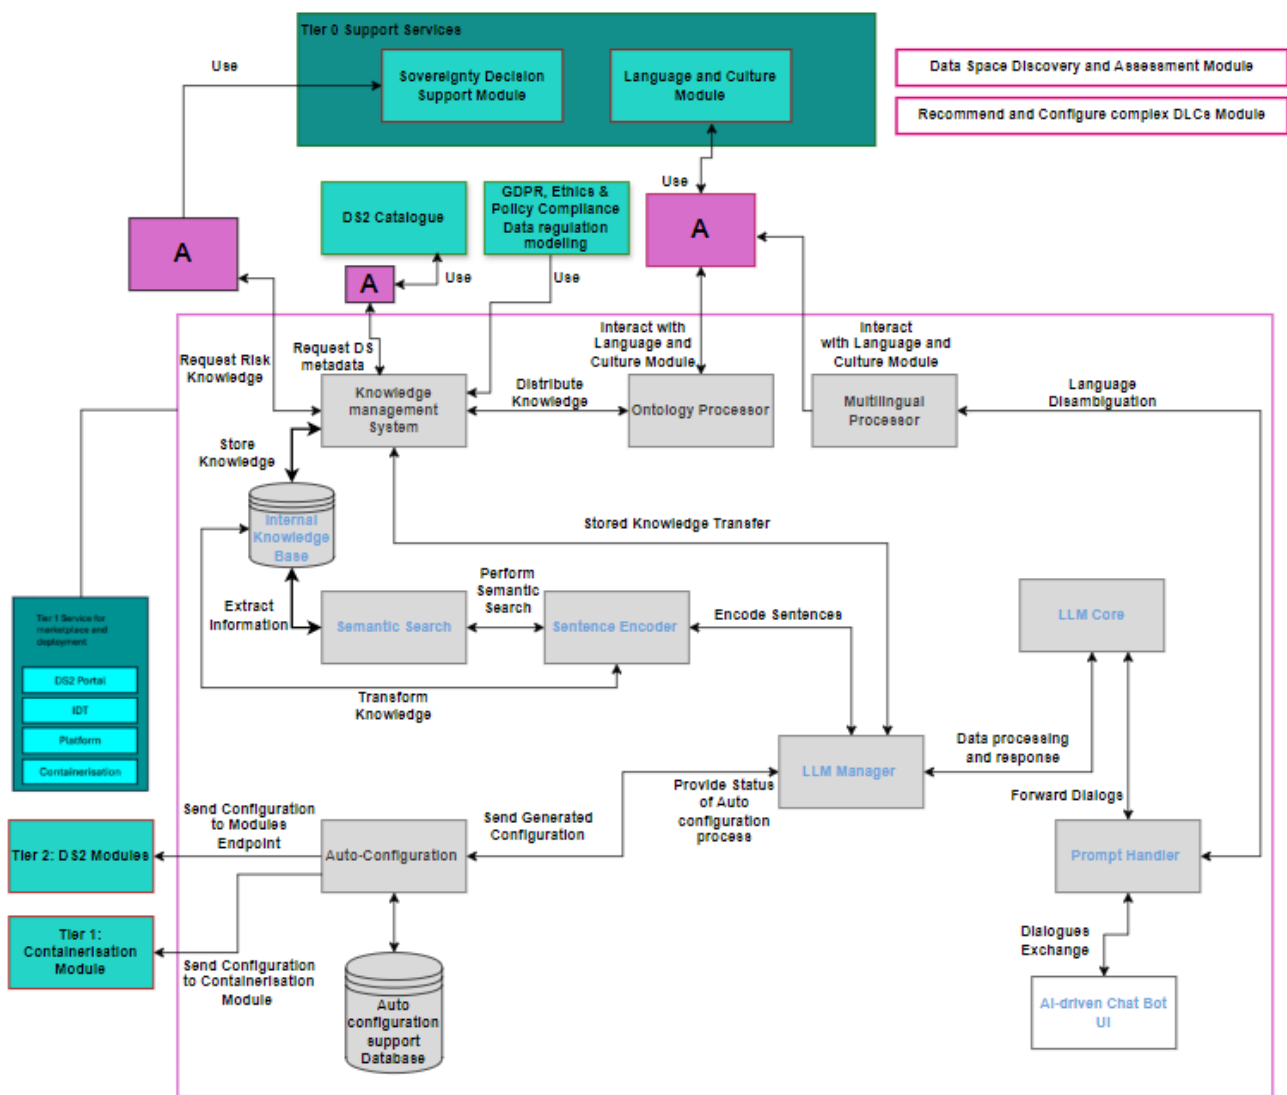 Tier 0 Support Services
Use
Sovereignty Decision
Support Module
Language and Culture
Module
Data Space Discovery and Assessment Module
Recommend and Configure complex DLCs Module
Use
DS2 Catalogue
GDPR, Ethics &
Policy Compliance
Data regulation
modeling
A
A
A
Use
Use
Request Risk
Knowledge
Request DS
metadata
Interact with
Language and
Culture Module
Interact
with Language and
Culture Module
Knowledge
management
System
Distribute
Knowledge
Ontology Processor
Multilingual
Processor
Language
Disambiguation
Store
Knowledge
Internal
Knowledge
Base
Stored Knowledge Transfer
Extract
Information
Semantic Search
Perform
Semantic
Search
Sentence Encoder
Encode Sentences
LLM Core
Transform
Knowledge
Tier 1 Service for
marketplace and
deployment
DS2 Portal
IDT
Platform
Containerisation
LLM Manager
Data processing
and response
Provide Status
of Auto
configuration
process
Forward Dialogs
Send Configuration
to Modules
Endpoint
Send Generated
Configuration
Tier 2: DS2 Modules
Auto-Configuration
Prompt Handler
Tier 1:
Containerisation
Module
Send Configuration
to Containerisation
Module
Dialogues
Exchange
Auto
configuration
support
Database
AI-driven Chat Bot
UI